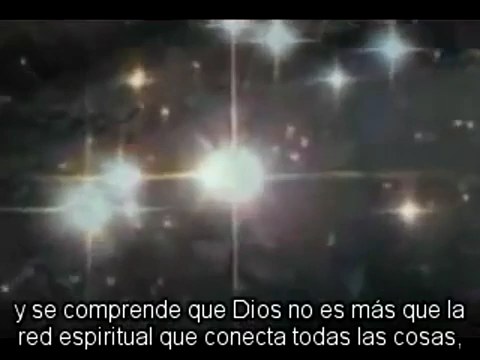 y se comprende que Dios no es más que la
red espiritual que conecta todas las cosas,